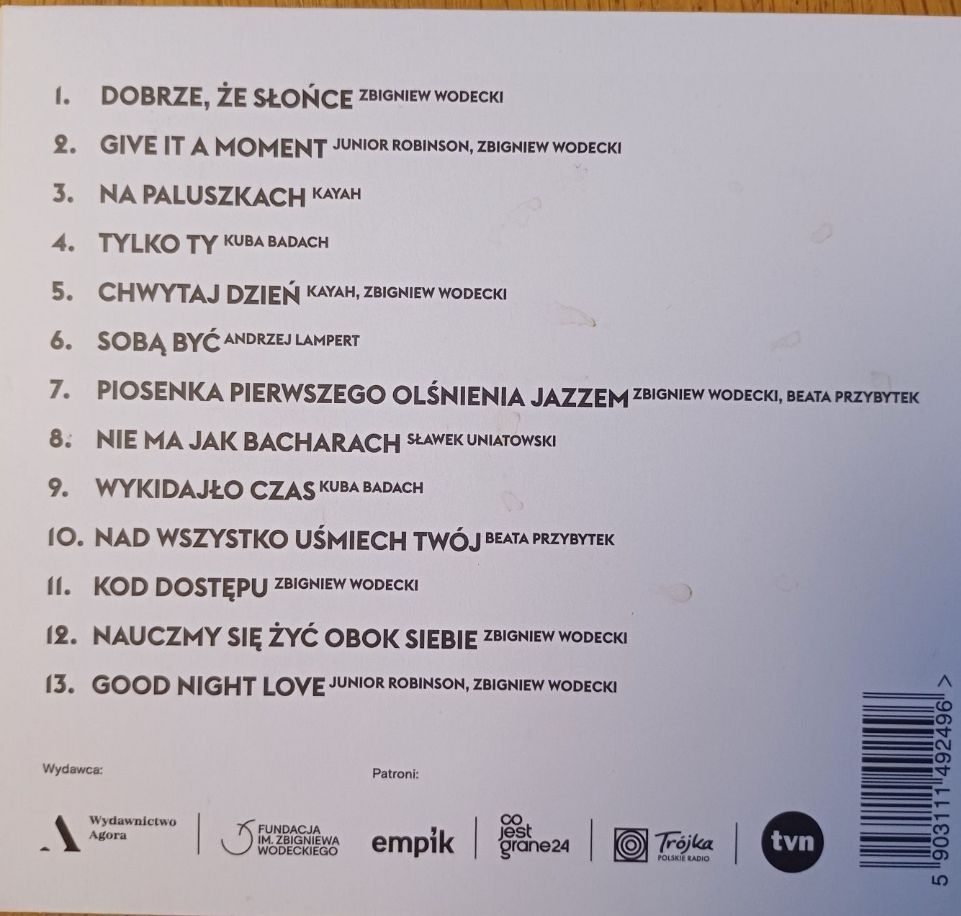 1. DOBRZE, ŻE SŁOŃCE ZBIGNIEW WODECKI
2. GIVE IT A MOMENT JUNIOR ROBINSON, ZBIGNIEW WODECKI
3. NA PALUSZKACH KAYAH
4. TYLKO TY KUBA BADACH
5. CHWYTAJ DZIEŃ KAYAH, ZBIGNIEW WODECKI
6. SOBĄ BYĆ ANDRZEJ LAMPERT
7. PIOSENKA PIERWSZEGO OLŚNIENIA JAZZEM ZBIGNIEW WODECKI, BEATA PRZYBYTEK
8. NIE MA JAK BACHARACH SŁAWEK UNIATOWSKI
9. WYKIDAJŁO CZAS KUBA BADACH
10. NAD WSZYSTKO UŚMIECH TWÓJ BEATA PRZYBYTEK
11. KOD DOSTĘPU ZBIGNIEW WODECKI
12. NAUCZMY SIĘ ŻYĆ OBOK SIEBIE ZBIGNIEW WODECKI
13. GOOD NIGHT LOVE JUNIOR ROBINSON, ZBIGNIEW WODECKI
Wydawca:
Wydawnictwo
Agora
FUNDACJA
IM. ZBIGNIEWA
WODECKIEGO
Patroni:
empik
co
jest
grane24
Trójka
POLSKIE RADIO
tvn
5 903111 492496 >